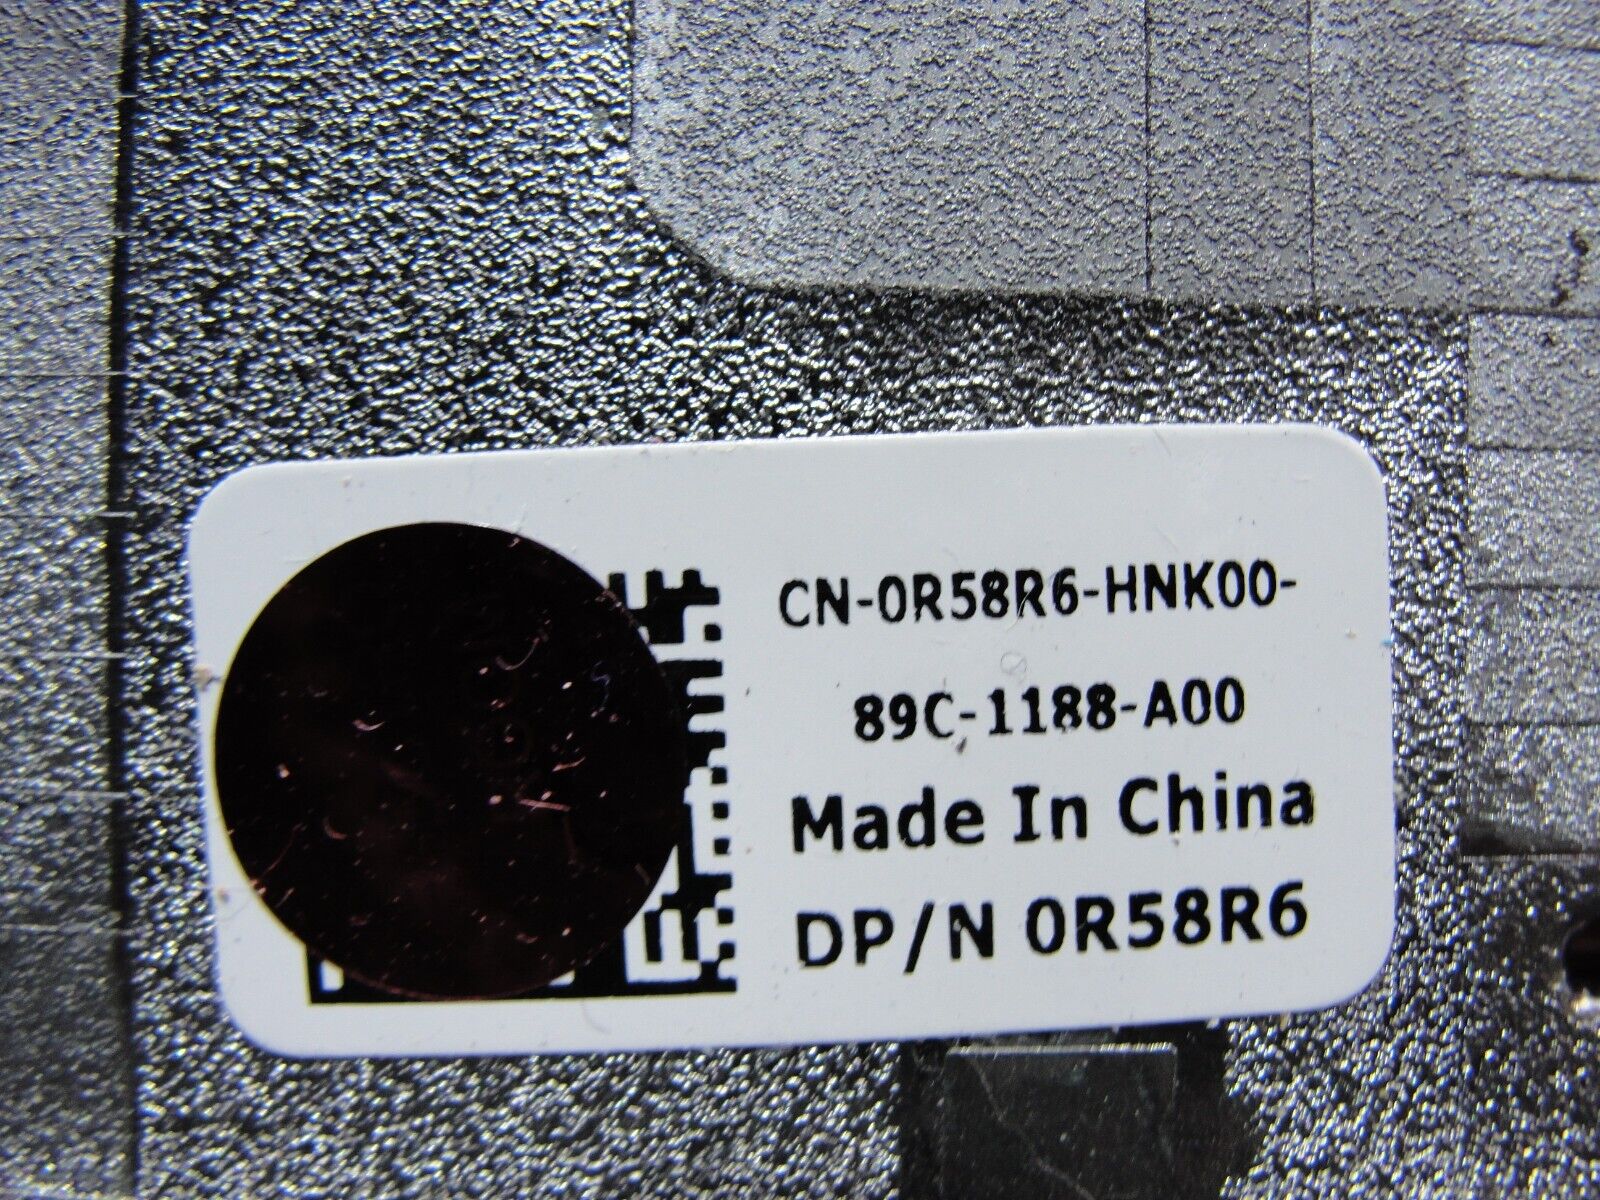 CN-0R58R6-HNK00-
89C-1188-A00
Made In China
DP/N 0R58R6